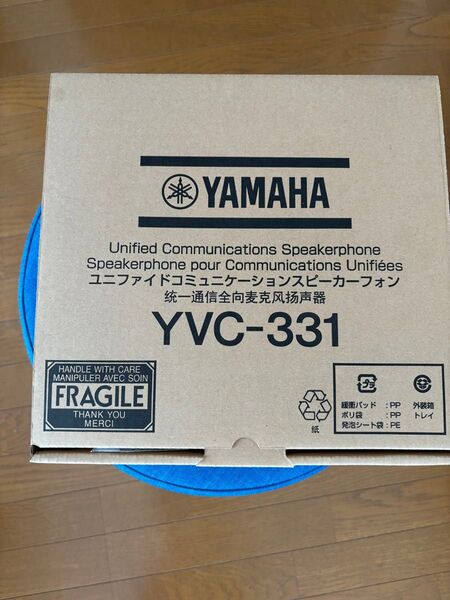 YAMAHA
Unified Communications Speakerphone
Speakerphone pour Communications Unifiées
ユニファイドコミュニケーションスピーカーフォン
统一通信全向麦克风扬声器
YVC-331
HANDLE WITH CARE
MANIPULER AVEC SOIN
FRAGILE
THANK YOU
MERCI
纸
プラ
緩衝パッド : PP
ポリ袋 : PP
発泡シート袋 : PE
外装箱
トレイ